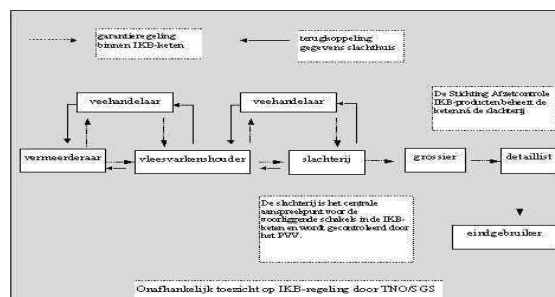 garantieregeling
binnen IKB-keten
terugkoppeling
gegevens slachthuis
De Stichting Afzetcontrole
IKB-producten beheert de
keten ná de slachterij
veehandelaar
veehandelaar
vermeerderaar
vleesvarkenshouder
slachterij
grossier
detaillist
De slachterij is het centrale
aanspreekpunt voor de
voorliggende schakels in de IKB-
keten en wordt gecontroleerd door
het PVV.
eindgebruiker
Onafhankelijk toezicht op IKB-regeling door TNO/SGS